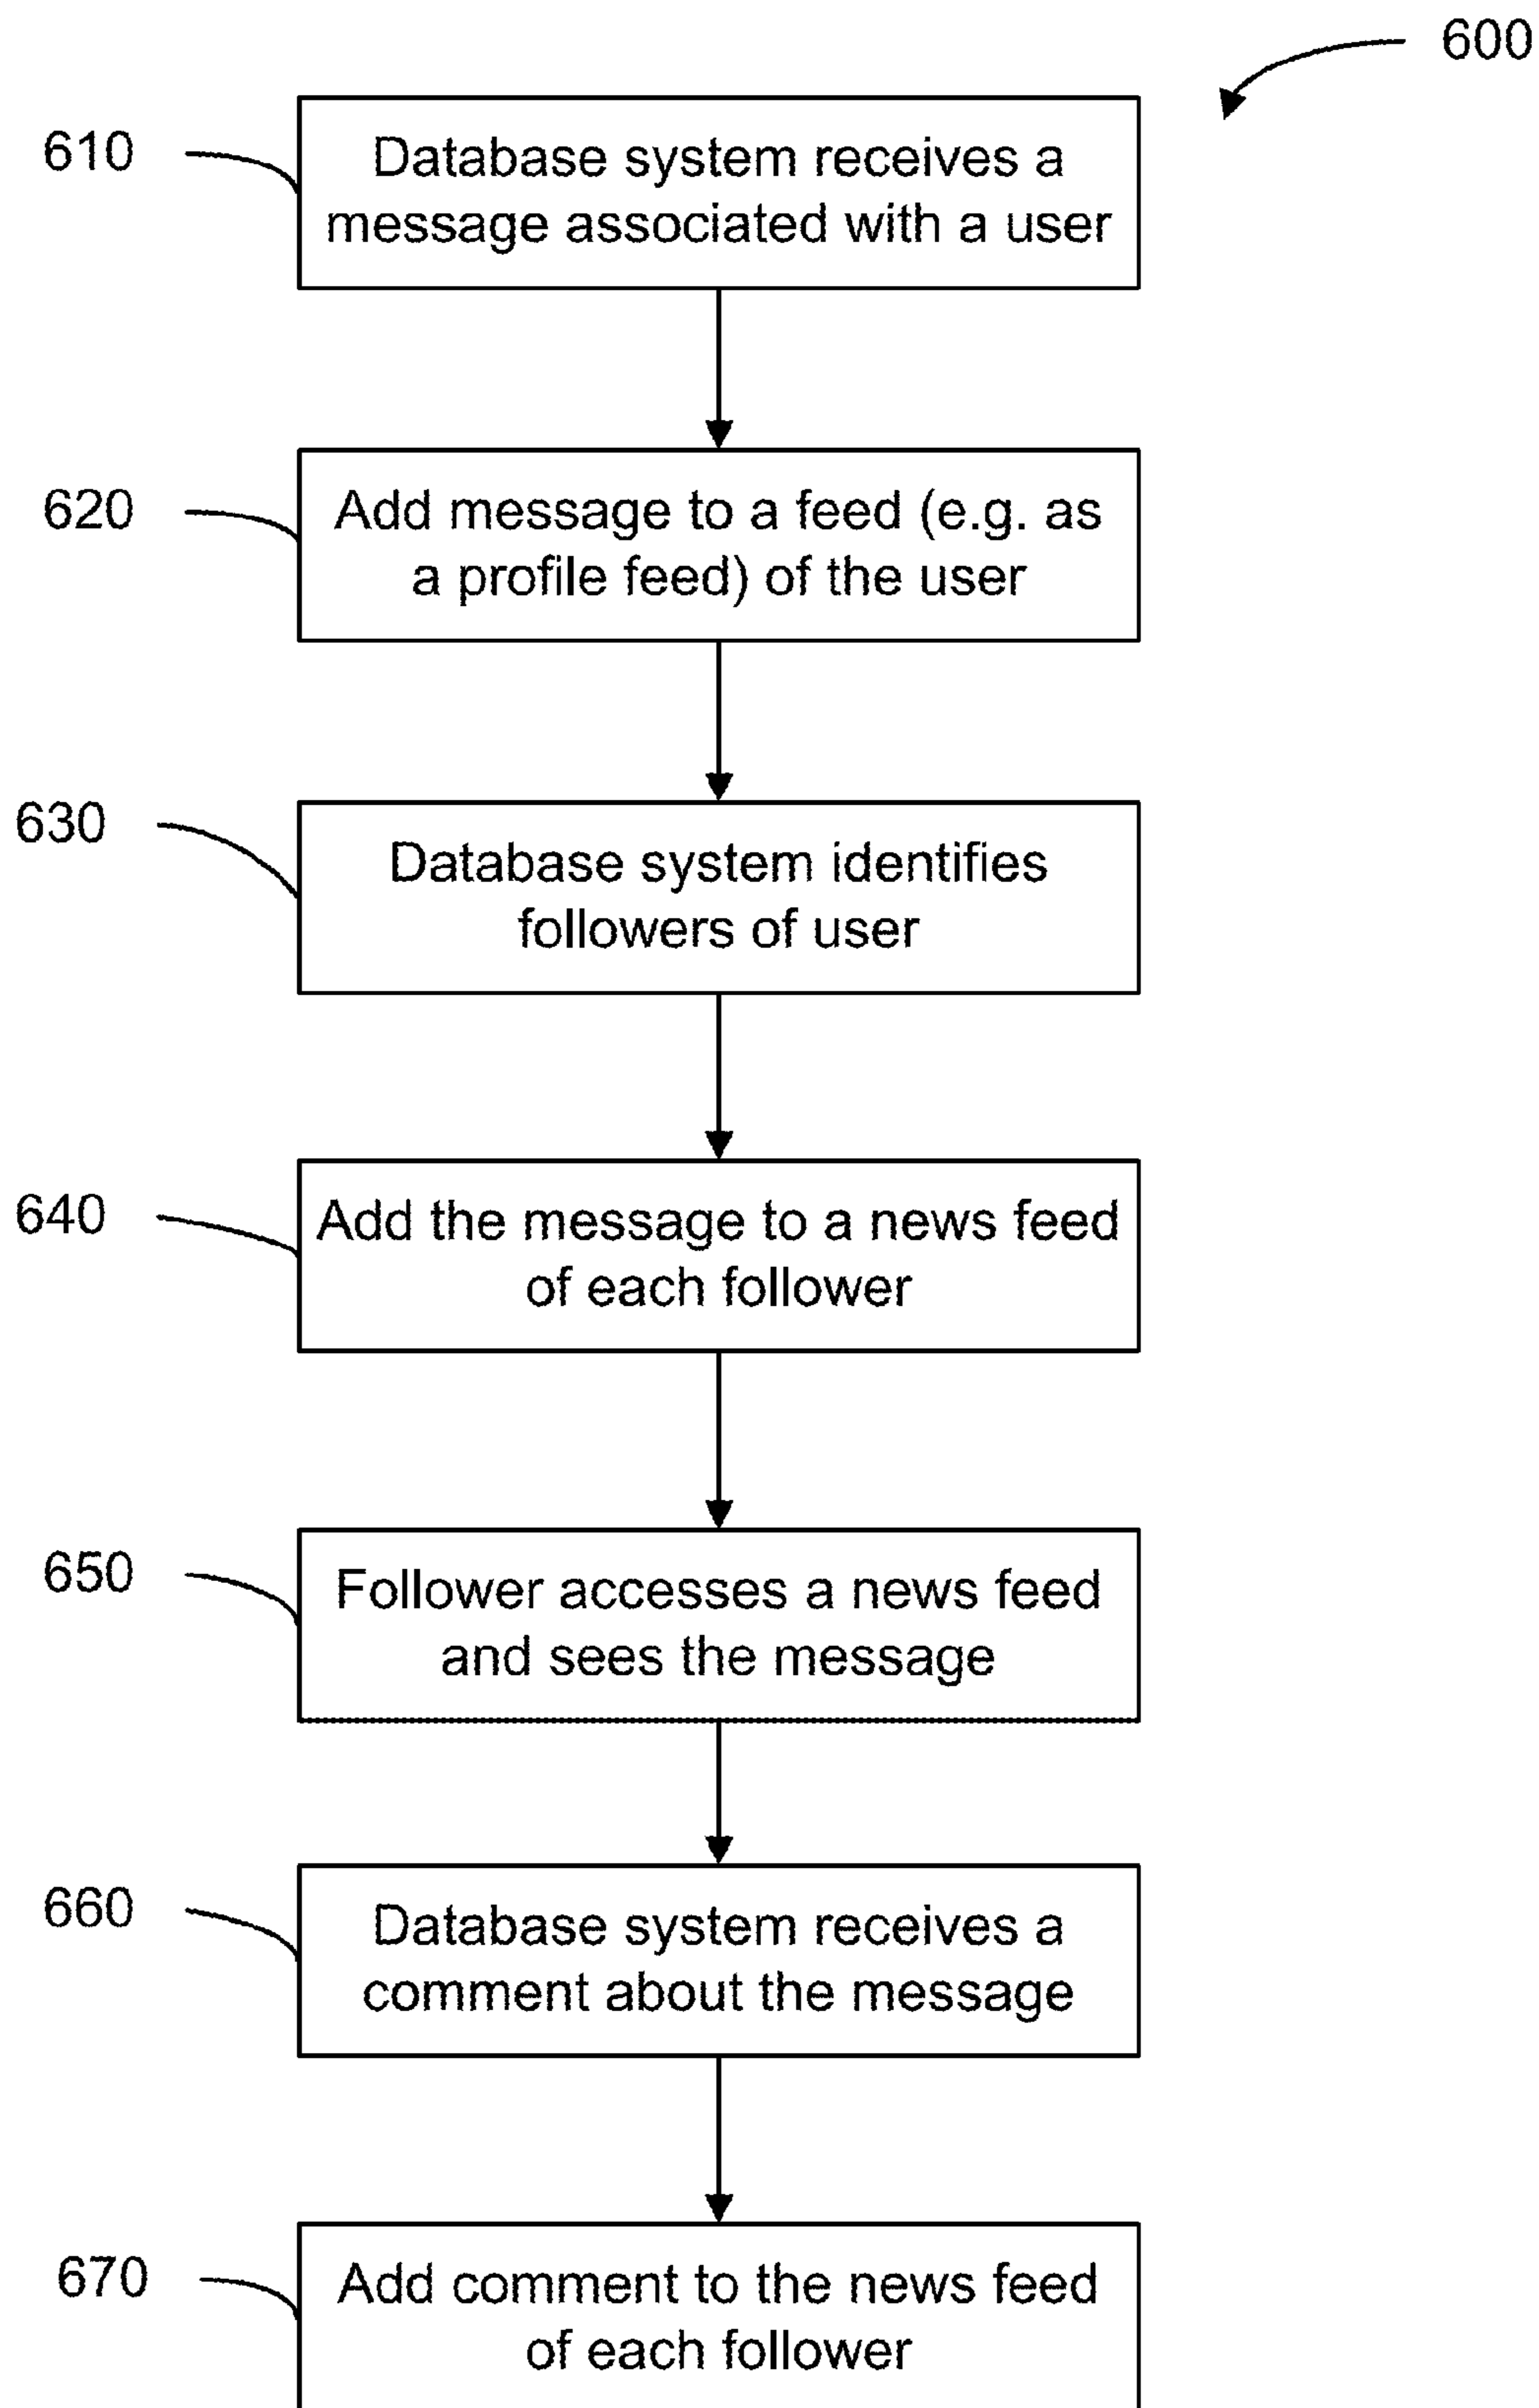 600
610
Database system receives a
message associated with a user
620
Add message to a feed (e.g. as
a profile feed) of the user
630
Database system identifies
followers of user
640
Add the message to a news feed
of each follower
650
Follower accesses a news feed
and sees the message
660
Database system receives a
comment about the message
670
Add comment to the news feed
of each follower